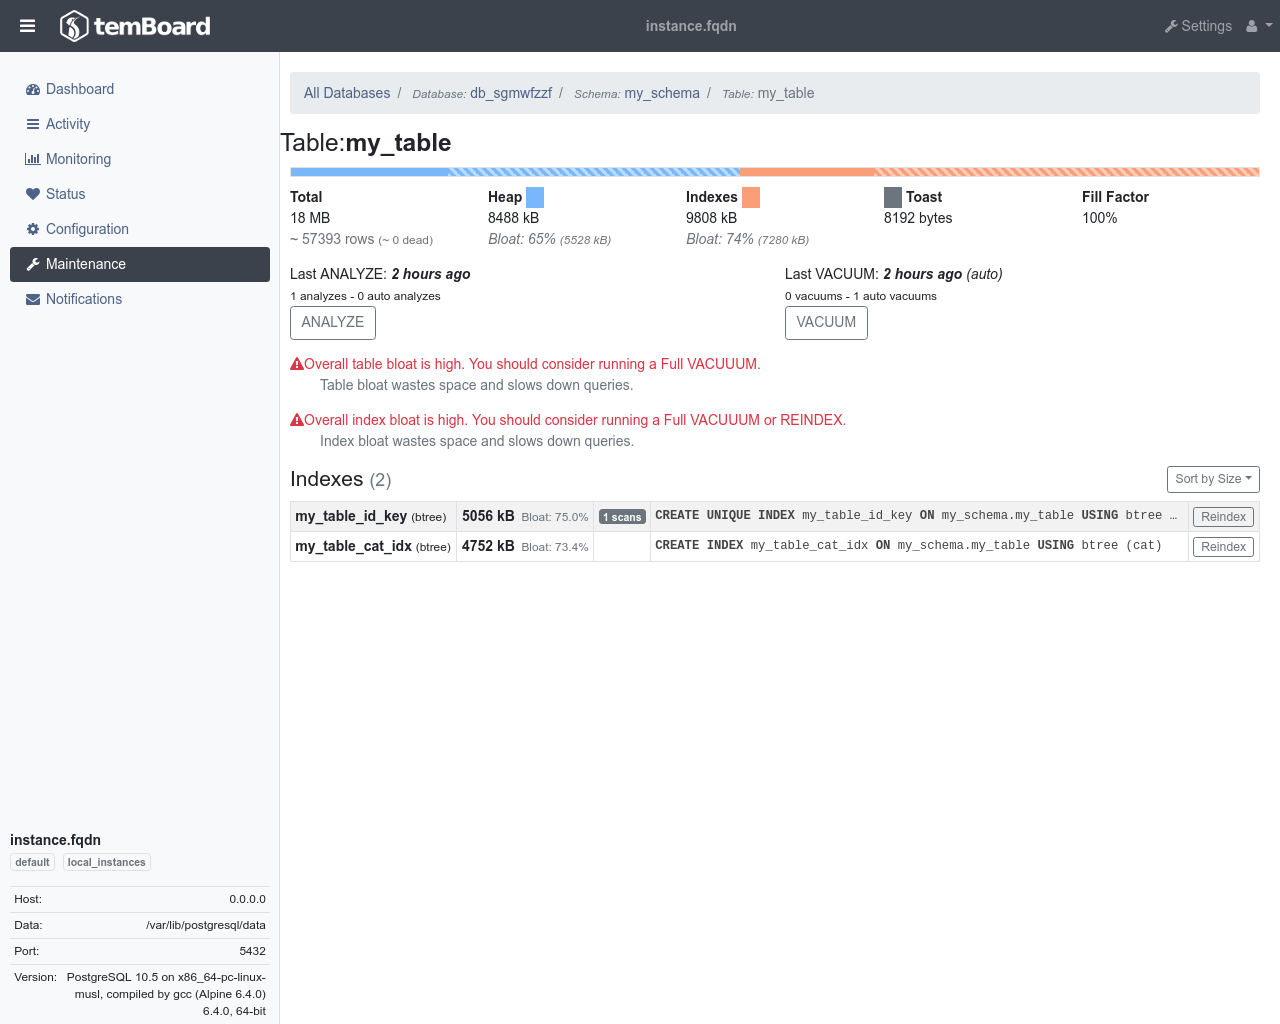 temBoard
instance.fqdn
Settings
Dashboard
Activity
Monitoring
Status
Configuration
Maintenance
Notifications
instance.fqdn
default local_instances
Host: 0.0.0.0
Data: /var/lib/postgresql/data
Port: 5432
Version: PostgreSQL 10.5 on x86_64-pc-linux-
musl, compiled by gcc (Alpine 6.4.0)
6.4.0, 64-bit
All Databases / Database: db_sgmwfzzf / Schema: my_schema / Table: my_table
Table:my_table
Total Heap Indexes Toast Fill Factor
18 MB 8488 kB 9808 kB 8192 bytes 100%
~ 57393 rows (~ 0 dead) Bloat: 65% (5528 kB) Bloat: 74% (7280 kB)
Last ANALYZE: 2 hours ago Last VACUUM: 2 hours ago (auto)
1 analyzes - 0 auto analyzes 0 vacuums - 1 auto vacuums
ANALYZE VACUUM
Overall table bloat is high. You should consider running a Full VACUUUM.
Table bloat wastes space and slows down queries.
Overall index bloat is high. You should consider running a Full VACUUUM or REINDEX.
Index bloat wastes space and slows down queries.
Indexes (2) Sort by Size
my_table_id_key (btree) 5056 kB Bloat: 75.0% 1 scans CREATE UNIQUE INDEX my_table_id_key ON my_schema.my_table USING btree … Reindex
my_table_cat_idx (btree) 4752 kB Bloat: 73.4% CREATE INDEX my_table_cat_idx ON my_schema.my_table USING btree (cat) Reindex